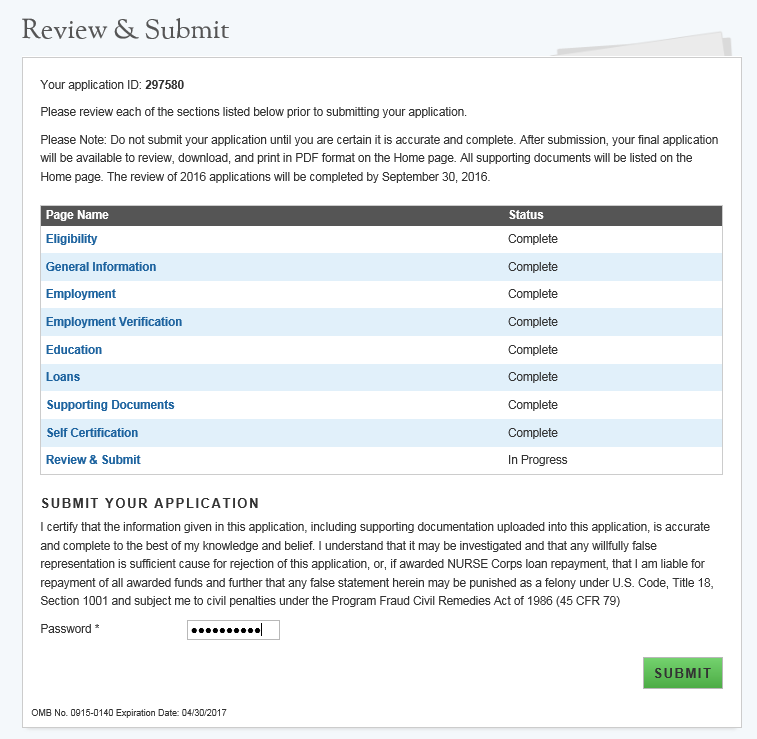 Review & Submit
Your application ID: 297580
Please review each of the sections listed below prior to submitting your application.
Please Note: Do not submit your application until you are certain it is accurate and complete. After submission, your final application
will be available to review, download, and print in PDF format on the Home page. All supporting documents will be listed on the
Home page. The review of 2016 applications will be completed by September 30, 2016.
Page Name Status
Eligibility Complete
General Information Complete
Employment Complete
Employment Verification Complete
Education Complete
Loans Complete
Supporting Documents Complete
Self Certification Complete
Review & Submit In Progress
SUBMIT YOUR APPLICATION
I certify that the information given in this application, including supporting documentation uploaded into this application, is accurate
and complete to the best of my knowledge and belief. I understand that it may be investigated and that any willfully false
representation is sufficient cause for rejection of this application, or, if awarded NURSE Corps loan repayment, that I am liable for
repayment of all awarded funds and further that any false statement herein may be punished as a felony under U.S. Code, Title 18,
Section 1001 and subject me to civil penalties under the Program Fraud Civil Remedies Act of 1986 (45 CFR 79)
Password * ●●●●●●●●●●
SUBMIT
OMB No. 0915-0140 Expiration Date: 04/30/2017